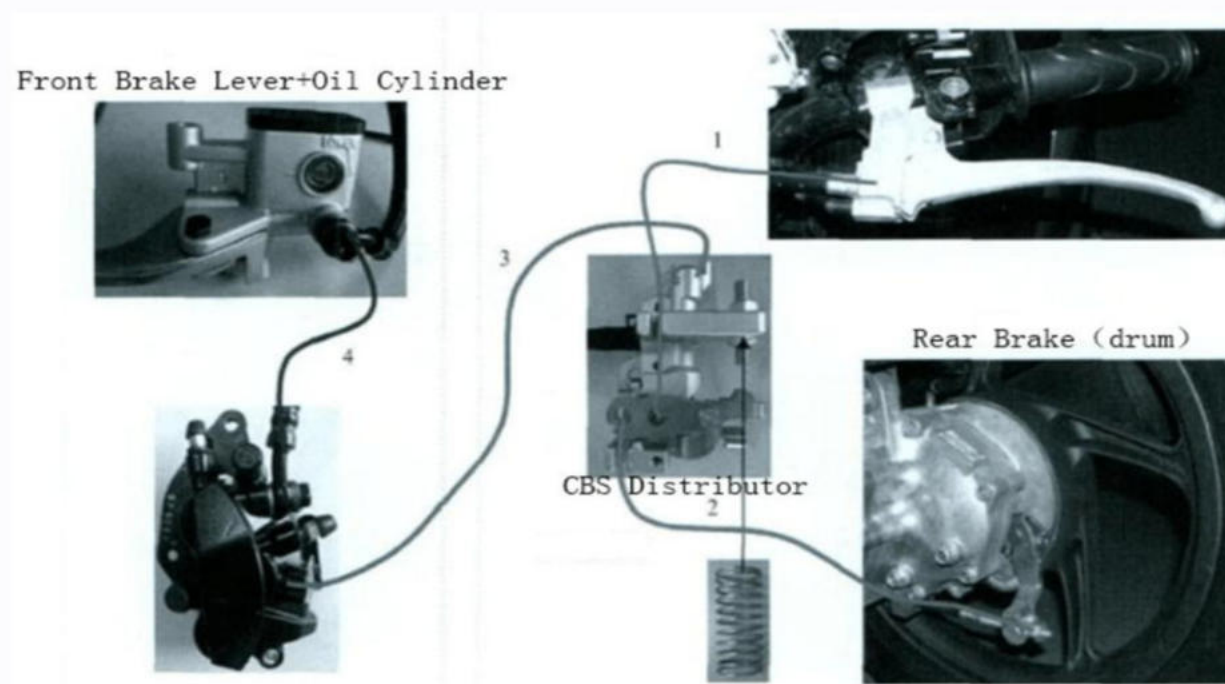 Front Brake Lever+Oil Cylinder
1
3
4
Rear Brake（drum）
CBS Distributor
2